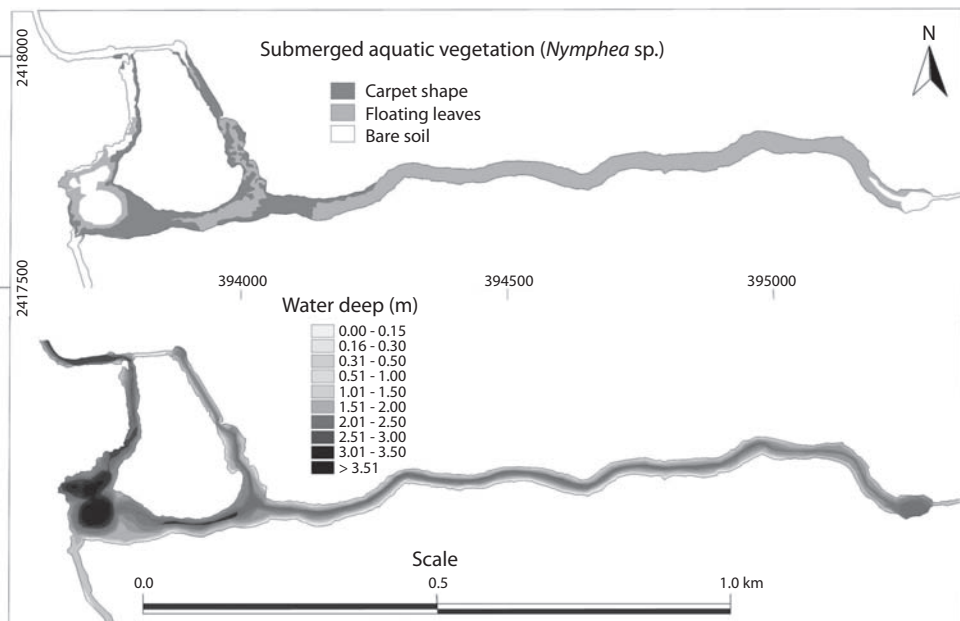 2418000
Submerged aquatic vegetation (Nymphea sp.)
N
Carpet shape
Floating leaves
Bare soil
2417500
394000
394500
395000
Water deep (m)
0.00 - 0.15
0.16 - 0.30
0.31 - 0.50
0.51 - 1.00
1.01 - 1.50
1.51 - 2.00
2.01 - 2.50
2.51 - 3.00
3.01 - 3.50
> 3.51
Scale
0.0
0.5
1.0 km